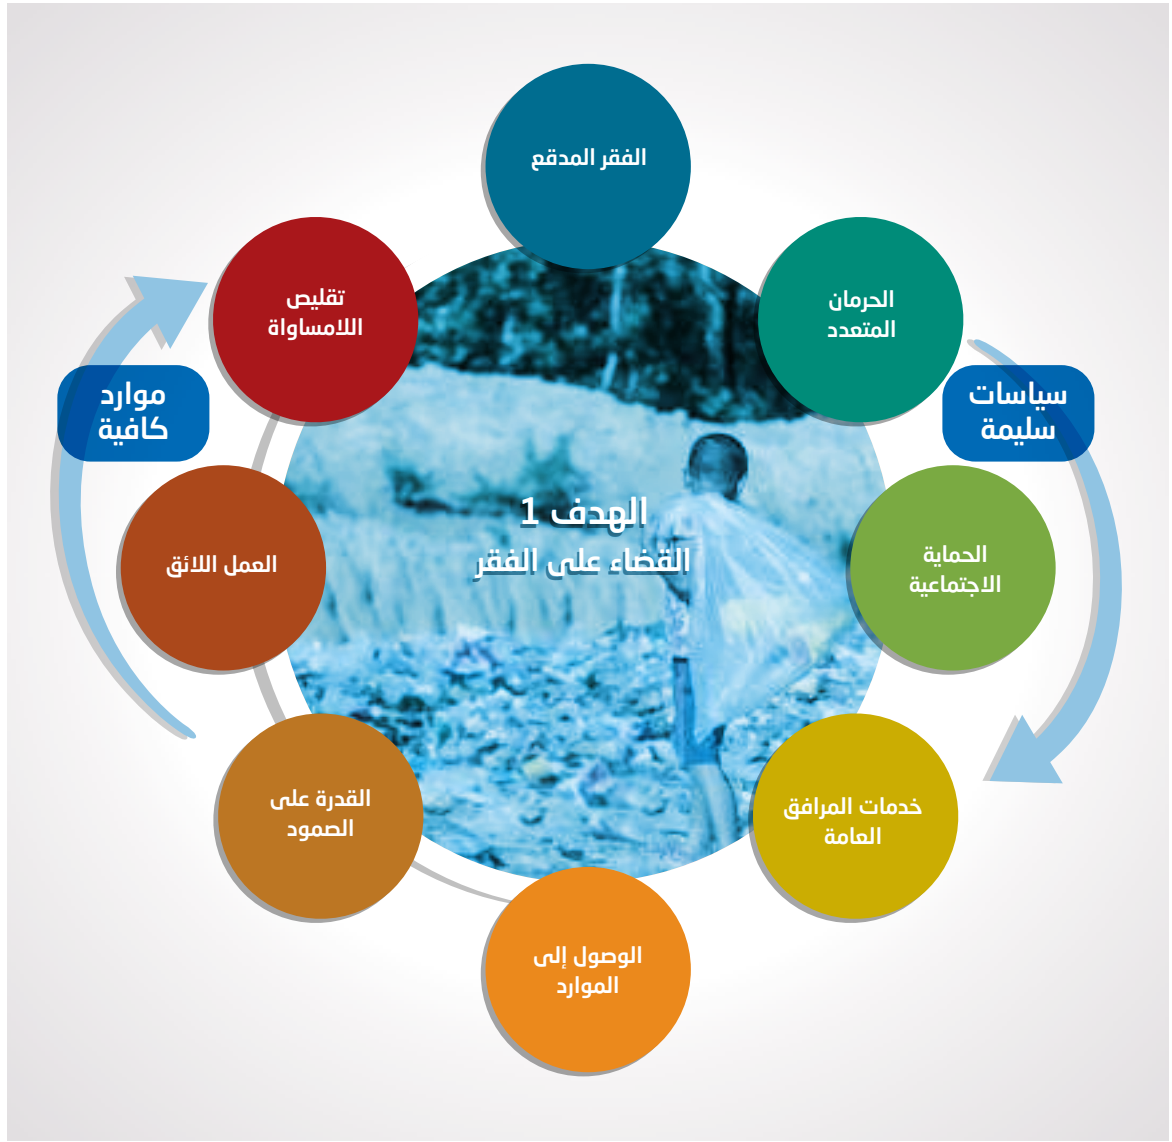 الفقر المدقع
الحرمان
المتعدد
سياسات
سليمة
الحماية
الاجتماعية
خدمات المرافق
العامة
الوصول إلى
الموارد
القدرة على
الصمود
العمل اللائق
موارد
كافية
تقليص
اللامساواة
الهدف 1
القضاء على الفقر